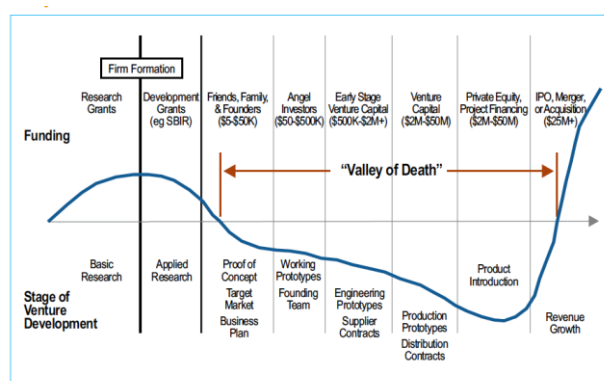 Firm Formation
Research
Grants
Development
Grants
(eg SBIR)
Friends, Family,
& Founders
($5-$50K)
Angel
Investors
($50-$500K)
Early Stage
Venture Capital
($500K-$2M+)
Venture
Capital
($2M-$50M)
Private Equity,
Project Financing
($2M-$50M)
IPO, Merger,
or Acquisition
($25M+)
Funding
“Valley of Death”
Basic
Research
Applied
Research
Proof of
Concept
Target
Market
Business
Plan
Working
Prototypes
Founding
Team
Engineering
Prototypes
Supplier
Contracts
Production
Prototypes
Distribution
Contracts
Product
Introduction
Revenue
Growth
Stage of
Venture
Development